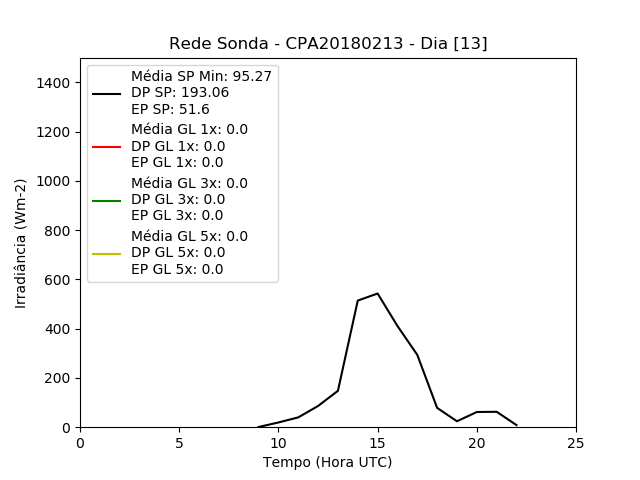 Rede Sonda - CPA20180213 - Dia [13]
Média SP Min: 95.27
DP SP: 193.06
EP SP: 51.6
Média GL 1x: 0.0
DP GL 1x: 0.0
EP GL 1x: 0.0
Média GL 3x: 0.0
DP GL 3x: 0.0
EP GL 3x: 0.0
Média GL 5x: 0.0
DP GL 5x: 0.0
EP GL 5x: 0.0
Irradiância (Wm-2)
1400
1200
1000
800
600
400
200
0
0 5 10 15 20 25
Tempo (Hora UTC)